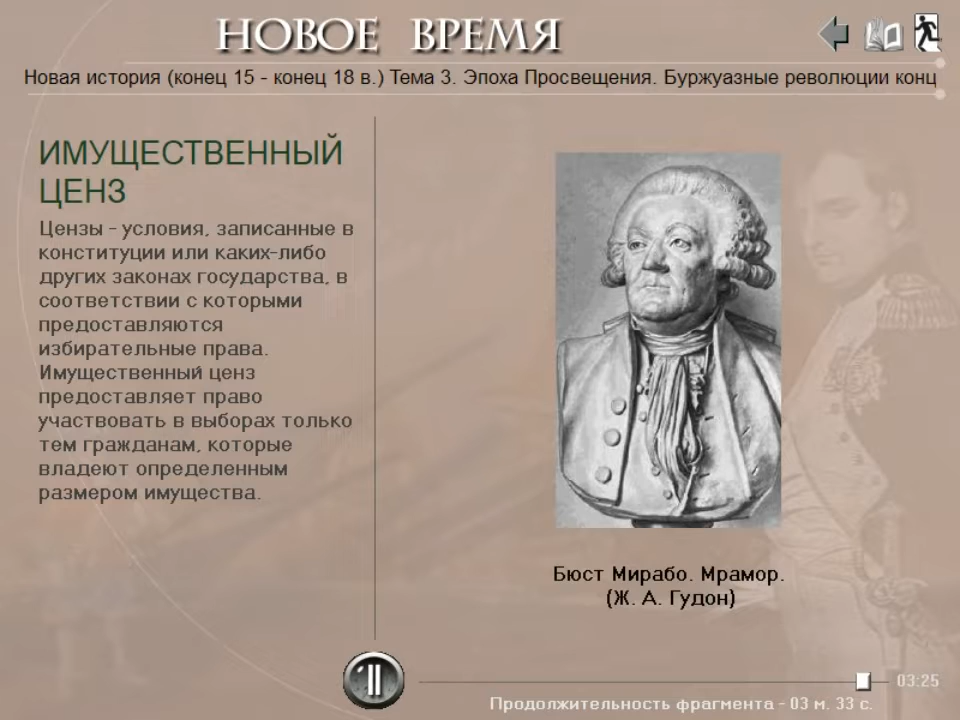 НОВОЕ ВРЕМЯ
Новая история (конец 15 - конец 18 в.) Тема 3. Эпоха Просвещения. Буржуазные революции конц
ИМУЩЕСТВЕННЫЙ
ЦЕНЗ
Цензы - условия, записанные в
конституции или каких-либо
других законах государства, в
соответствии с которыми
предоставляются
избирательные права.
Имущественный ценз
предоставляет право
участвовать в выборах только
тем гражданам, которые
владеют определенным
размером имущества.
Бюст Мирабо. Мрамор.
(Ж. А. Гудон)
03:25
Продолжительность фрагмента - 03 м. 33 с.